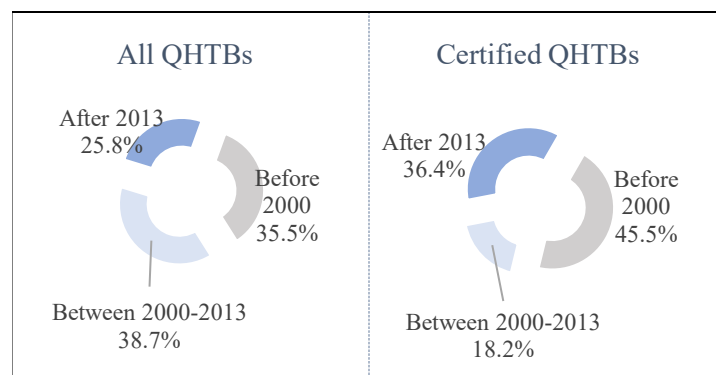 All QHTBs
After 2013
25.8%
Before
2000
35.5%
Between 2000-2013
38.7%
Certified QHTBs
After 2013
36.4%
Before
2000
45.5%
Between 2000-2013
18.2%